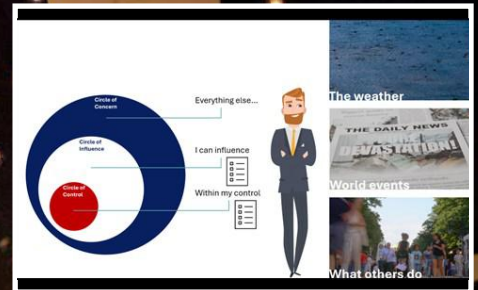 Circle of
Concern
Everything else...
Circle of
Influence
I can influence
Circle of
Control
Within my control
The weather
THE DAILY NEWS
DEVASTATION!
World events
What others do